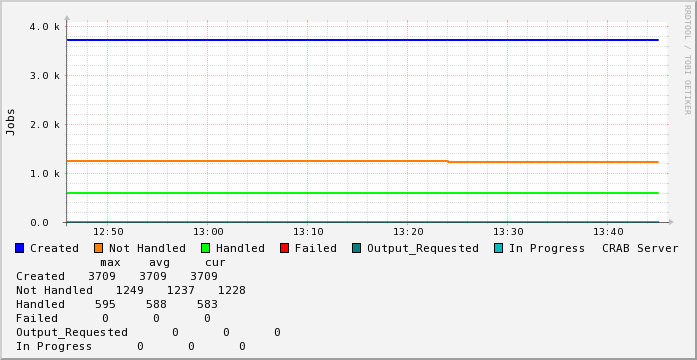 RRDTOOL / TOBI OETIKER
Jobs
4.0 k
3.0 k
2.0 k
1.0 k
0.0
12:50 13:00 13:10 13:20 13:30 13:40
Created Not Handled Handled Failed Output_Requested In Progress CRAB Server
max avg cur
Created 3709 3709 3709
Not Handled 1249 1237 1228
Handled 595 588 583
Failed 0 0 0
Output_Requested 0 0 0
In Progress 0 0 0